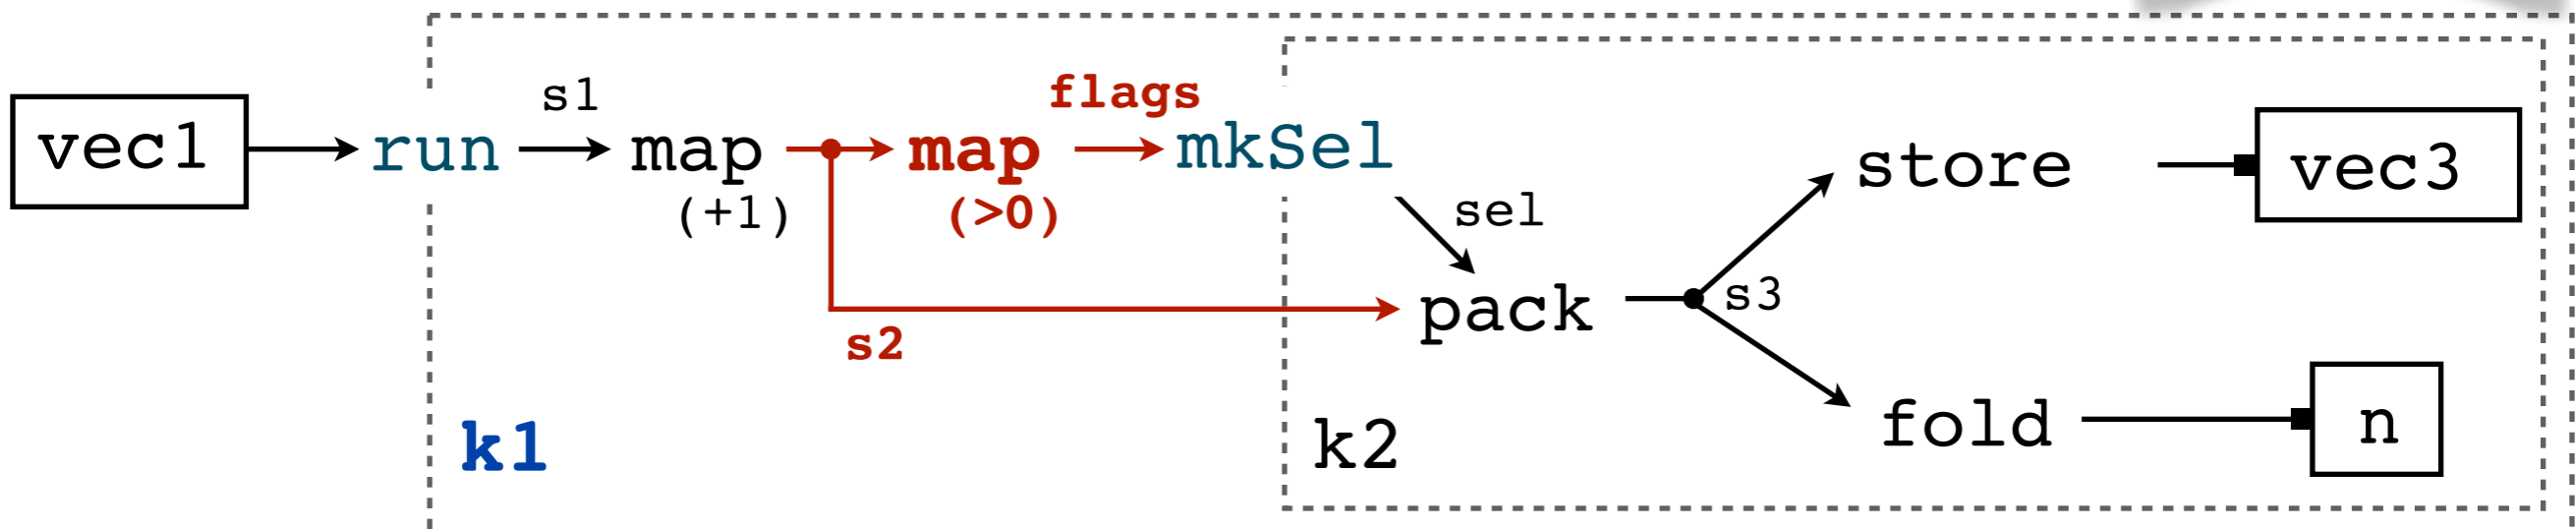 flags
s1
vec1 run map map mkSel store vec3
(+1) (>0) sel
s3
pack
s2
k1 k2 fold n